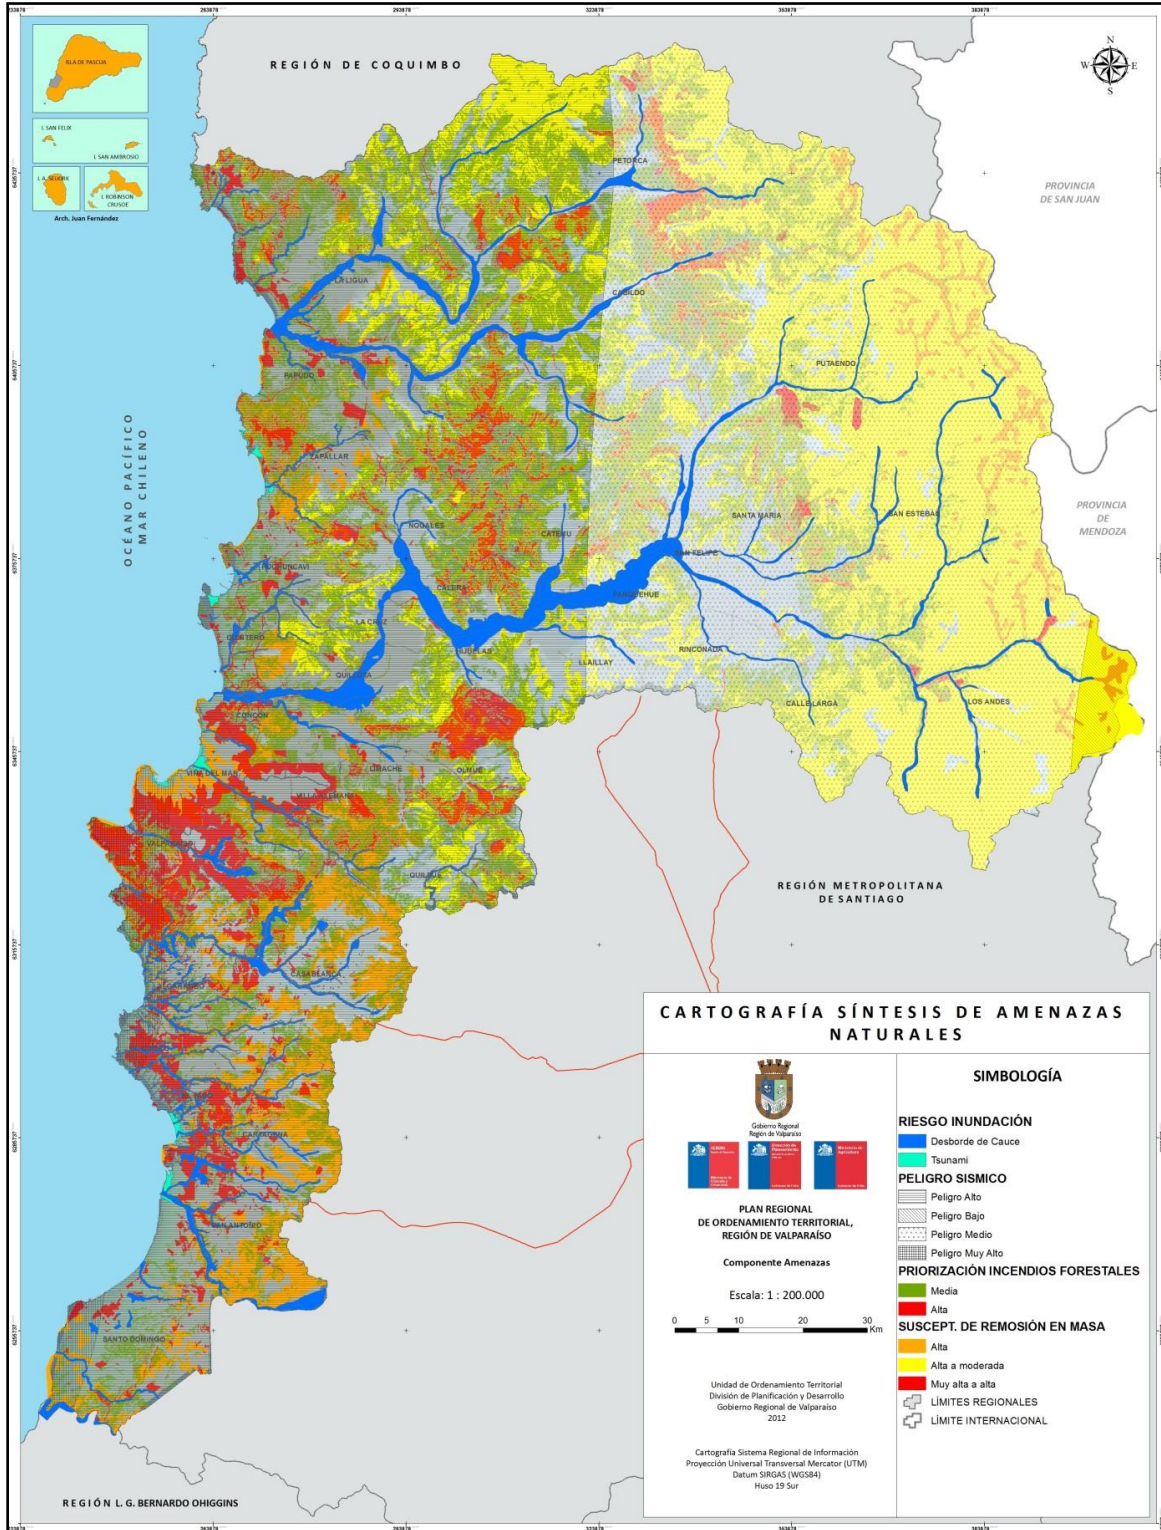 REGIÓN DE COQUIMBO
N
W
E
S
ISLA DE PASCUA
I. SAN FELIX
I. SAN AMBROSIO
I. ROBINSON
CRUSOE
Arch. Juan Fernández
PROVINCIA
DE SAN JUAN
PETORCA
LA LIGUA
CABILDO
PUTAENDO
PAPUDO
OCÉANO PACÍFICO
MAR CHILENO
ZAPALLAR
PROVINCIA
DE
MENDOZA
NOGALES
CATEMU
SANTA MARÍA
SAN ESTEBAN
SAN FELIPE
PUCHUNCAVI
CALERA
PANQUEHUE
LA CRUZ
QUINTERO
HIJUELAS
LLAILLAY
RINCONADA
QUILLOTA
CALLE LARGA
LOS ANDES
CONCON
VIÑA DEL MAR
LIMACHE
OLMUE
VILLA ALEMANA
VALPARAISO
QUILPUE
REGIÓN METROPOLITANA
DE SANTIAGO
CASABLANCA
ALGARROBO
CARTAGENA
SAN ANTONIO
SANTO DOMINGO
REGIÓN L. G. BERNARDO OHIGGINS
CARTOGRAFÍA SÍNTESIS DE AMENAZAS
NATURALES
Gobierno Regional
Región de Valparaíso
PLAN REGIONAL
DE ORDENAMIENTO TERRITORIAL,
REGIÓN DE VALPARAÍSO
Componente Amenazas
Escala: 1 : 200.000
0 5 10 20 30
Km
Unidad de Ordenamiento Territorial
División de Planificación y Desarrollo
Gobierno Regional de Valparaíso
2012
Cartografía Sistema Regional de Información
Proyección Universal Transversal Mercator (UTM)
Datum SIRGAS (WGS84)
Huso 19 Sur
SIMBOLOGÍA
RIESGO INUNDACIÓN
Desborde de Cauce
Tsunami
PELIGRO SISMICO
Peligro Alto
Peligro Bajo
Peligro Medio
Peligro Muy Alto
PRIORIZACIÓN INCENDIOS FORESTALES
Media
Alta
SUSCEPT. DE REMOSIÓN EN MASA
Alta
Alta a moderada
Muy alta a alta
LÍMITES REGIONALES
LÍMITE INTERNACIONAL